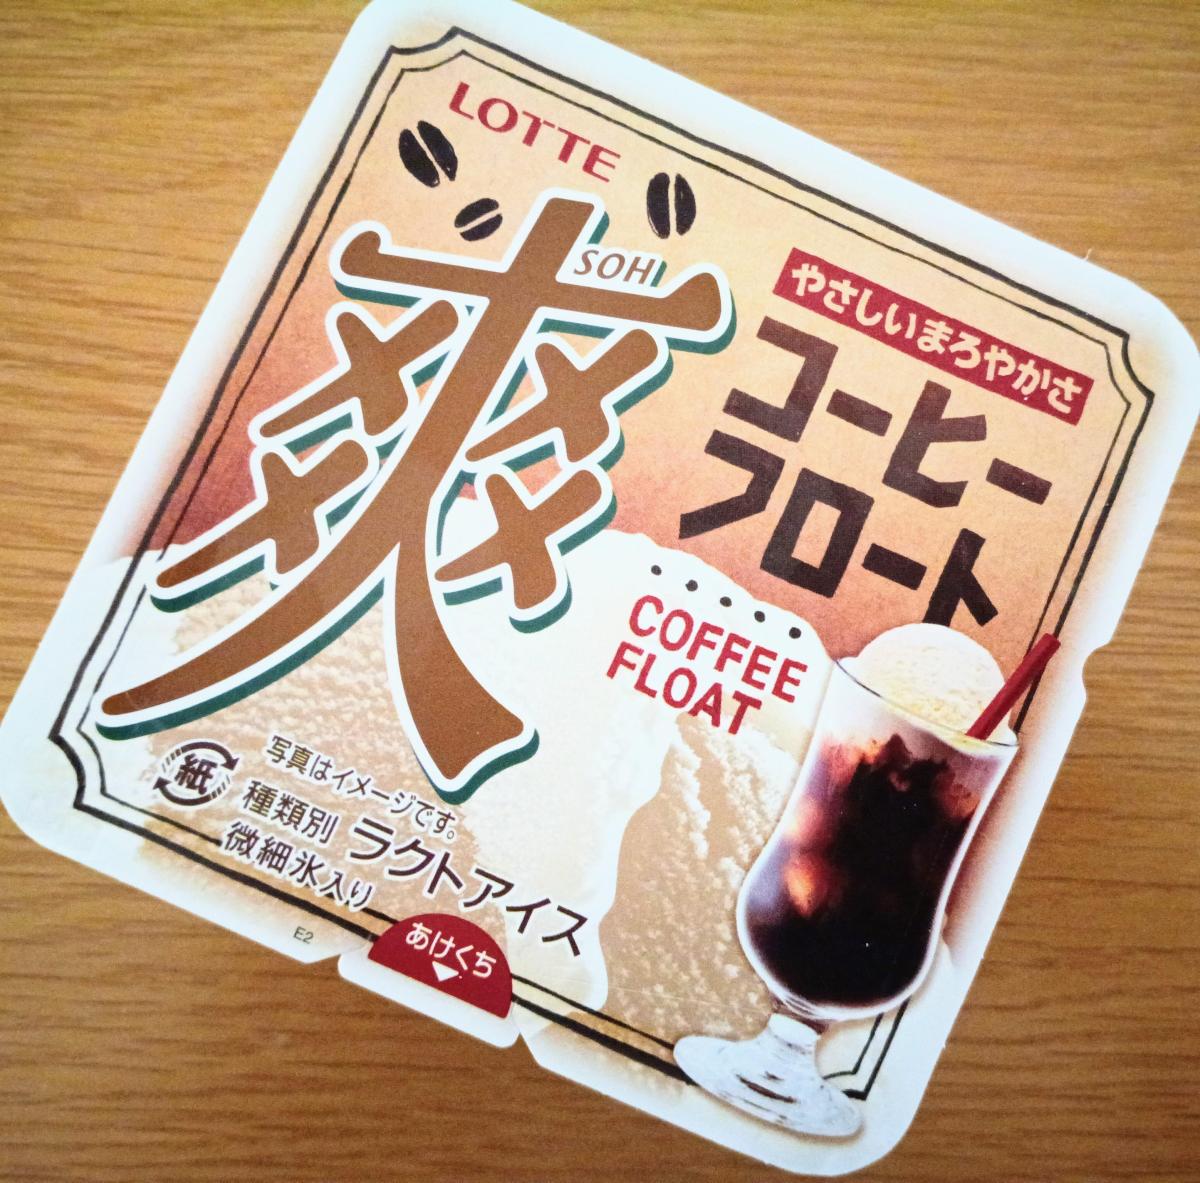 LOTTE
爽
SOH
やさしいまろやかさ
コーヒー
フロート
COFFEE
FLOAT
紙
写真はイメージです。
種類別 ラクトアイス
微細氷入り
あけくち
E2